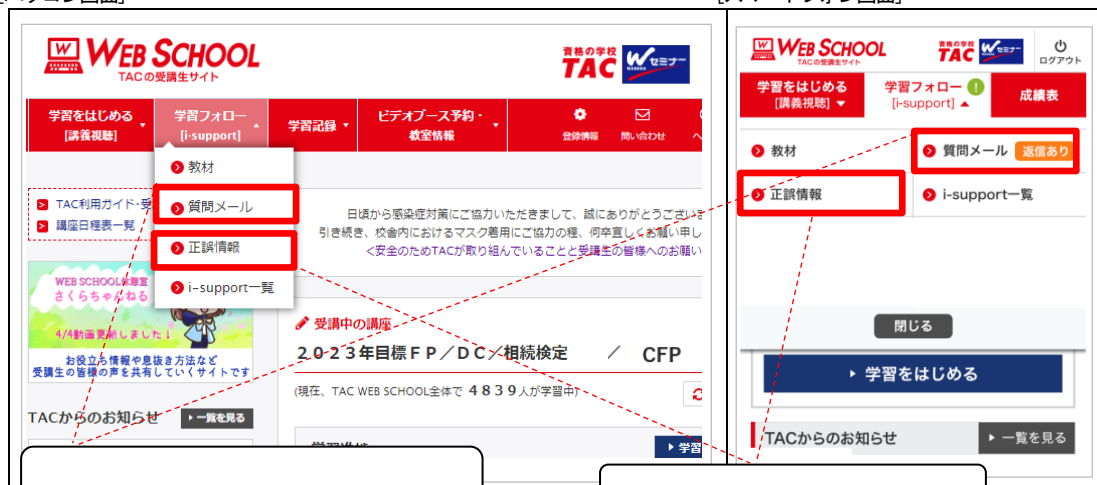 WEB SCHOOL
TACの受講生サイト
資格の学校
TAC
Wセミナー
学習をはじめる
[講義視聴]
学習フォロー
[i-support]
学習記録
ビデオブース予約・
教室情報
登録情報
問い合わせ
教材
質問メール
正誤情報
i-support一覧
TAC利用ガイド・受
講座日程表一覧
日頃から感染症対策にご協力いただきまして、誠にありがとうござい
引き続き、校舎内におけるマスク着用にご協力の程、何卒宜しくお願い申し
<安全のためTACが取り組んでいることと受講生の皆様へのお願い
WEB SCHOOL休憩室
さくらちゃんねる
4/4動画更新しました!
お役立ち情報や息抜き方法など
受講生の皆様の声を共有していくサイトです
受講中の講座
2023年目標FP/DC/相続検定 / CFP
(現在、TAC WEB SCHOOL全体で 4839人が学習中)
TACからのお知らせ
一覧を見る
学習
WEB SCHOOL
TACの受講生サイト
資格の学校
TAC
Wセミナー
ログアウト
学習をはじめる
[講義視聴]
学習フォロー
[i-support]
成績表
教材
質問メール 返信あり
正誤情報
i-support一覧
閉じる
学習をはじめる
TACからのお知らせ
一覧を見る